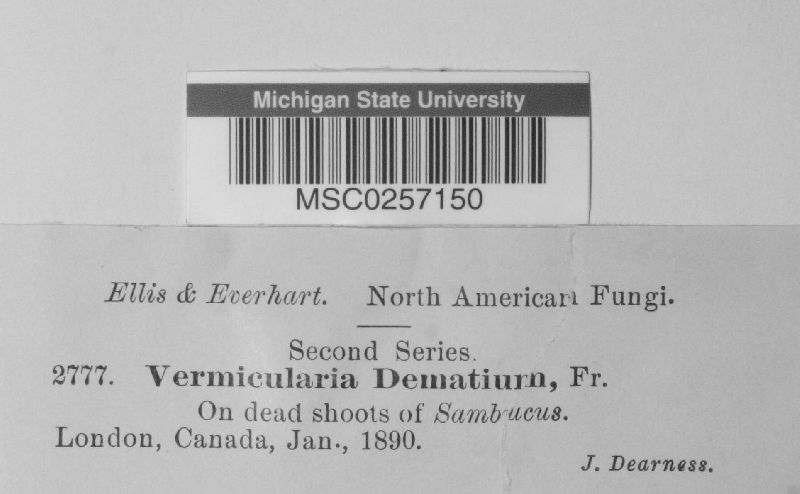 Michigan State University
MSC0257150
Ellis & Everhart. North American Fungi.
Second Series.
2777. Vermicularia Dematium, Fr.
On dead shoots of Sambucus.
London, Canada, Jan., 1890.
J. Dearness.